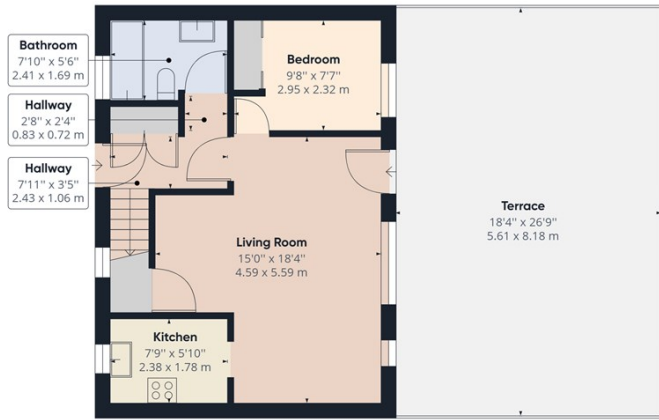 Bathroom
7'10" x 5'6"
2.41 x 1.69 m
Hallway
2'8" x 2'4"
0.83 x 0.72 m
Hallway
7'11" x 3'5"
2.43 x 1.06 m
Bedroom
9'8" x 7'7"
2.95 x 2.32 m
Living Room
15'0" x 18'4"
4.59 x 5.59 m
Kitchen
7'9" x 5'10"
2.38 x 1.78 m
Terrace
18'4" x 26'9"
5.61 x 8.18 m